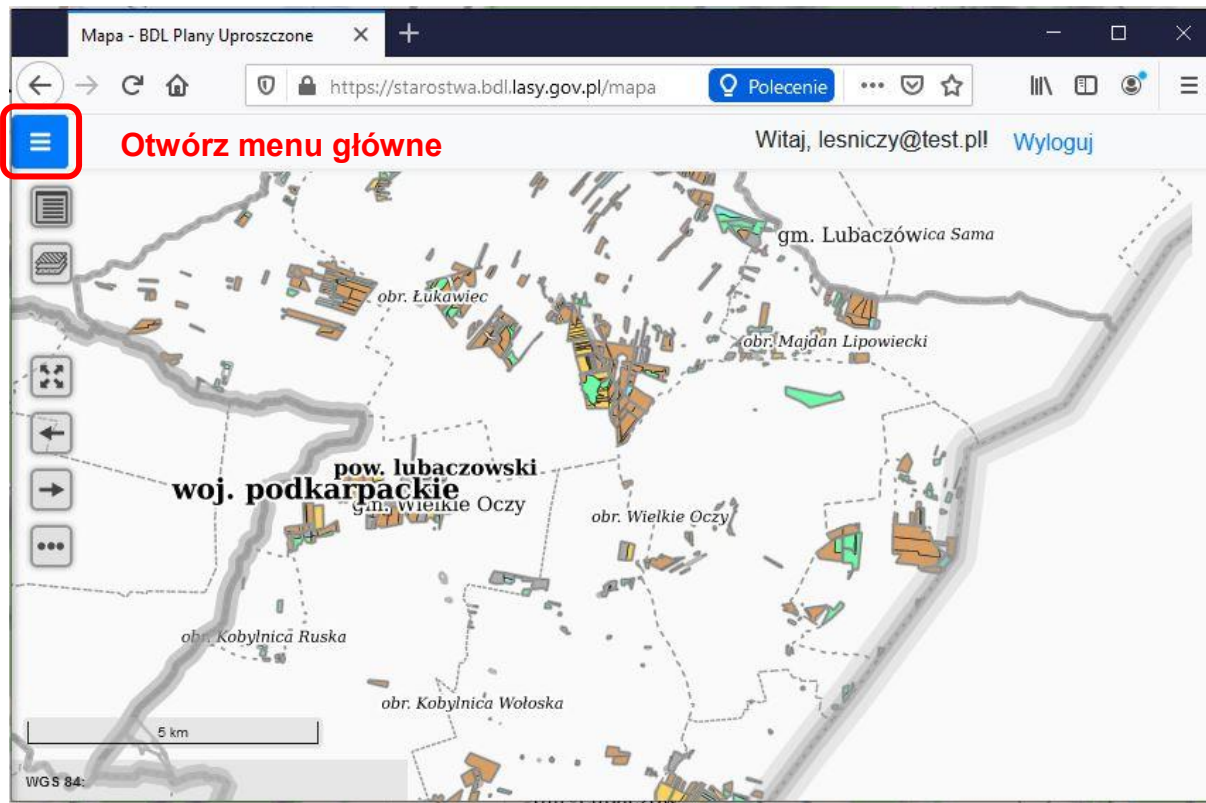 Mapa - BDL Plany Uproszczone
https://starostwa.bdl.lasy.gov.pl/mapa
Polecenie
Otwórz menu główne
Witaj, lesniczy@test.pl!
Wyloguj
gm. Lubaczów
ica Sama
obr. Łukawiec
obr. Majdan Lipowiecki
pow. lubaczowski
woj. podkarpackie
gm. Wielkie Oczy
obr. Wielkie Oczy
obr. Kobylnica Ruska
obr. Kobylnica Wołoska
5 km
WGS 84: